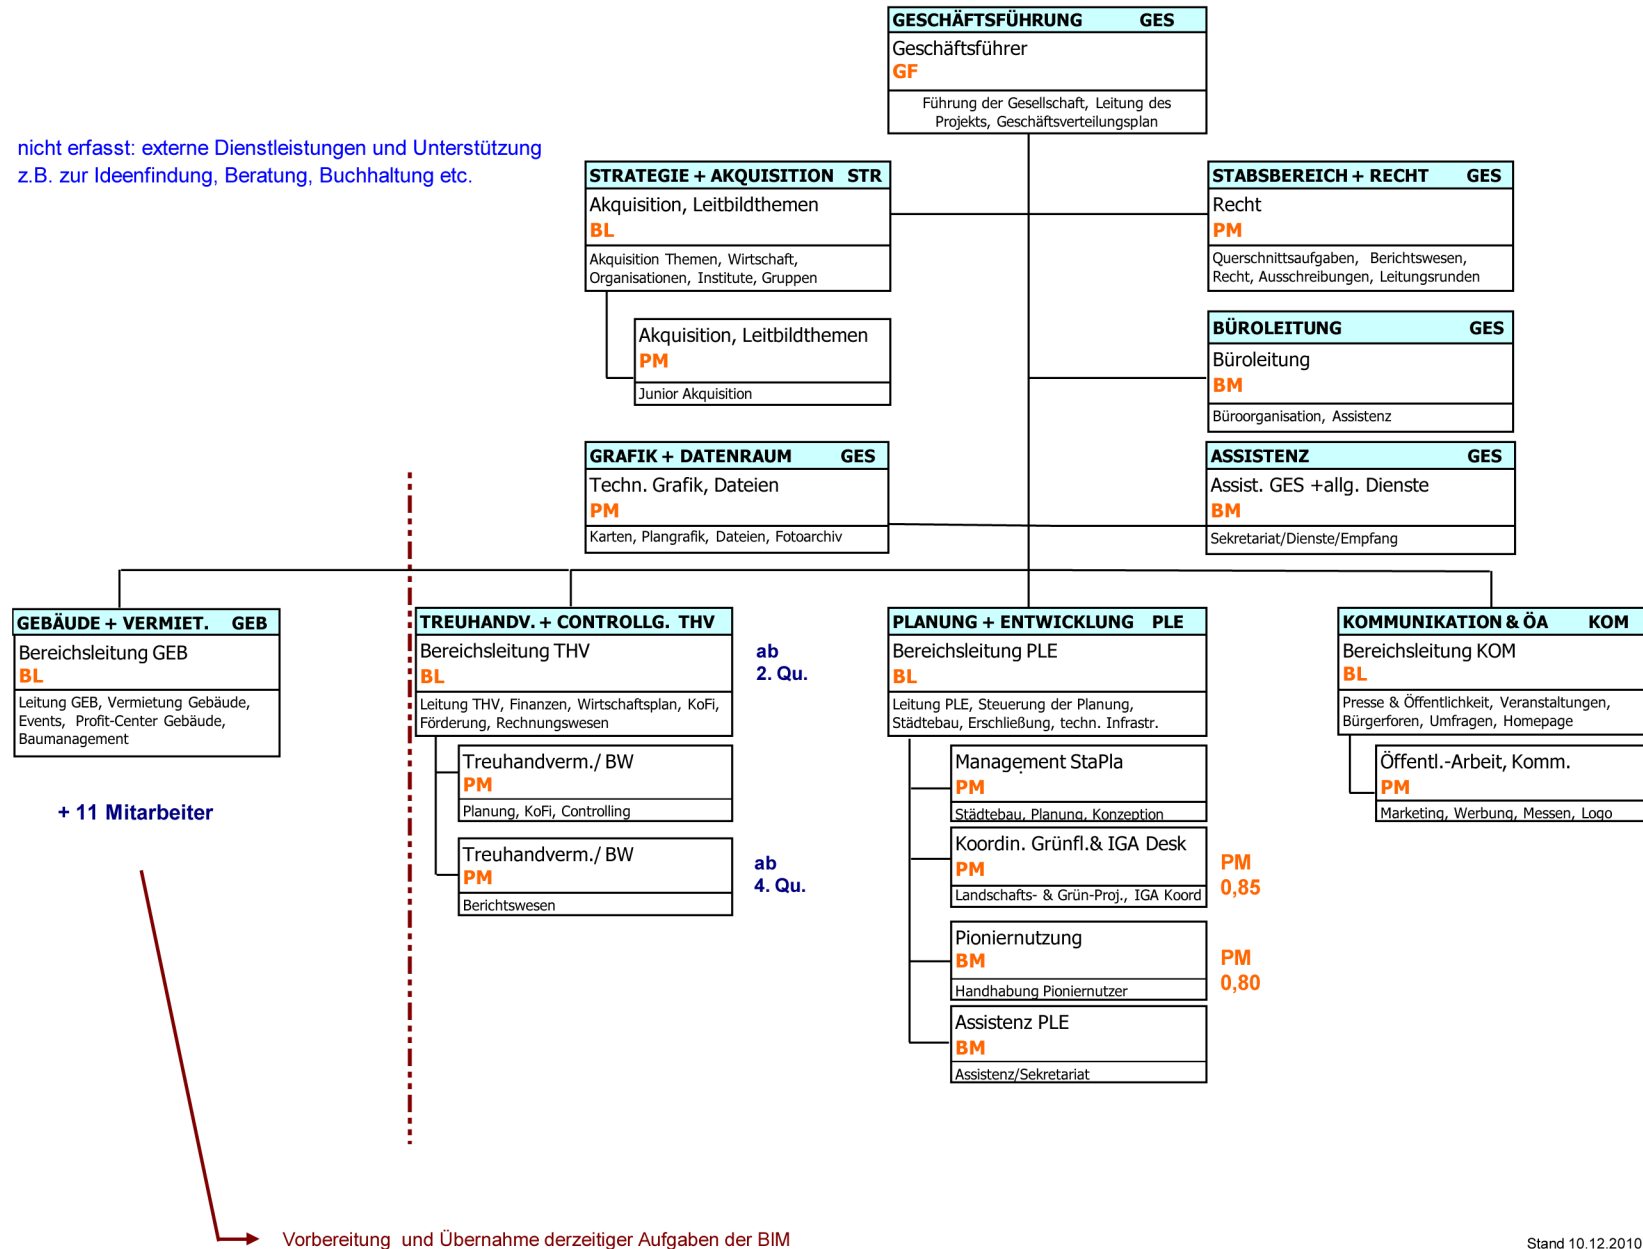 GESCHÄFTSFÜHRUNG GES
Geschäftsführer
GF
Führung der Gesellschaft, Leitung des
Projekts, Geschäftsverteilungsplan
nicht erfasst: externe Dienstleistungen und Unterstützung
z.B. zur Ideenfindung, Beratung, Buchhaltung etc.
STRATEGIE + AKQUISITION STR
Akquisition, Leitbildthemen
BL
Akquisition Themen, Wirtschaft,
Organisationen, Institute, Gruppen
STABSBEREICH + RECHT GES
Recht
PM
Querschnittsaufgaben, Berichtswesen,
Recht, Ausschreibungen, Leitungsrunden
Akquisition, Leitbildthemen
PM
Junior Akquisition
BÜROLEITUNG GES
Büroleitung
BM
Büroorganisation, Assistenz
GRAFIK + DATENRAUM GES
Techn. Grafik, Dateien
PM
Karten, Plangrafik, Dateien, Fotoarchiv
ASSISTENZ GES
Assist. GES +allg. Dienste
BM
Sekretariat/Dienste/Empfang
GEBÄUDE + VERMIET. GEB
Bereichsleitung GEB
BL
Leitung GEB, Vermietung Gebäude,
Events, Profit-Center Gebäude,
Baumanagement
+ 11 Mitarbeiter
TREUHANDV. + CONTROLLG. THV
Bereichsleitung THV
BL
Leitung THV, Finanzen, Wirtschaftsplan, KoFi,
Förderung, Rechnungswesen
ab
2. Qu.
Treuhandverm./ BW
PM
Planung, KoFi, Controlling
Treuhandverm./ BW
PM
Berichtswesen
ab
4. Qu.
PLANUNG + ENTWICKLUNG PLE
Bereichsleitung PLE
BL
Leitung PLE, Steuerung der Planung,
Städtebau, Erschließung, techn. Infrastr.
Management StaPla
PM
Städtebau, Planung, Konzeption
Koordin. Grünfl.& IGA Desk
PM
Landschafts- & Grün-Proj., IGA Koord
PM
0,85
Pioniernutzung
BM
Handhabung Pioniernutzer
PM
0,80
Assistenz PLE
BM
Assistenz/Sekretariat
KOMMUNIKATION & ÖA KOM
Bereichsleitung KOM
BL
Presse & Öffentlichkeit, Veranstaltungen,
Bürgerforen, Umfragen, Homepage
Öffentl.-Arbeit, Komm.
PM
Marketing, Werbung, Messen, Logo
Vorbereitung und Übernahme derzeitiger Aufgaben der BIM
Stand 10.12.2010